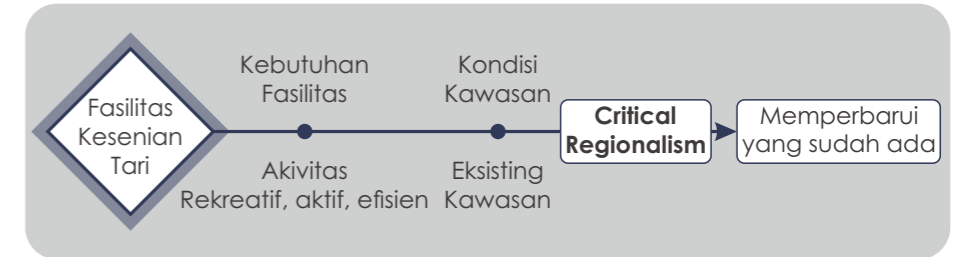 Fasilitas
Kesenian
Tari
Kebutuhan
Fasilitas
Akivitas
Rekreatif, aktif, efisien
Kondisi
Kawasan
Eksisting
Kawasan
Critical
Regionalism
Memperbarui
yang sudah ada